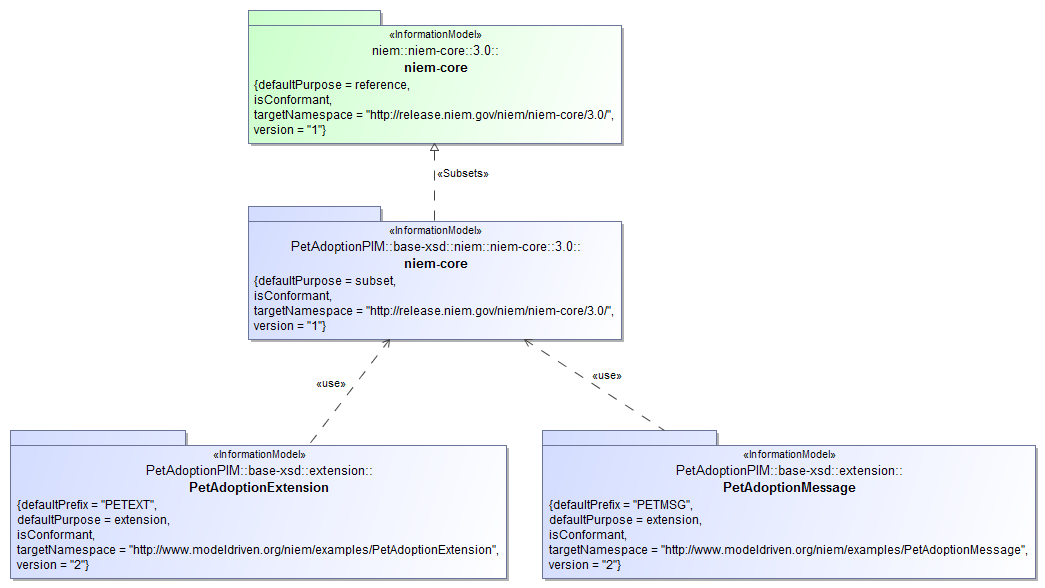 «InformationModel»
niem::niem-core::3.0::
niem-core
{defaultPurpose = reference,
isConformant,
targetNamespace = "http://release.niem.gov/niem/niem-core/3.0/",
version = "1"}
«Subsets»
«InformationModel»
PetAdoptionPIM::base-xsd::niem::niem-core::3.0::
niem-core
{defaultPurpose = subset,
isConformant,
targetNamespace = "http://release.niem.gov/niem/niem-core/3.0/",
version = "1"}
«use»
«use»
«InformationModel»
PetAdoptionPIM::base-xsd::extension::
PetAdoptionExtension
{defaultPrefix = "PETEXT",
defaultPurpose = extension,
isConformant,
targetNamespace = "http://www.modeldriven.org/niem/examples/PetAdoptionExtension",
version = "2"}
«InformationModel»
PetAdoptionPIM::base-xsd::extension::
PetAdoptionMessage
{defaultPrefix = "PETMSG",
defaultPurpose = extension,
isConformant,
targetNamespace = "http://www.modeldriven.org/niem/examples/PetAdoptionMessage",
version = "2"}